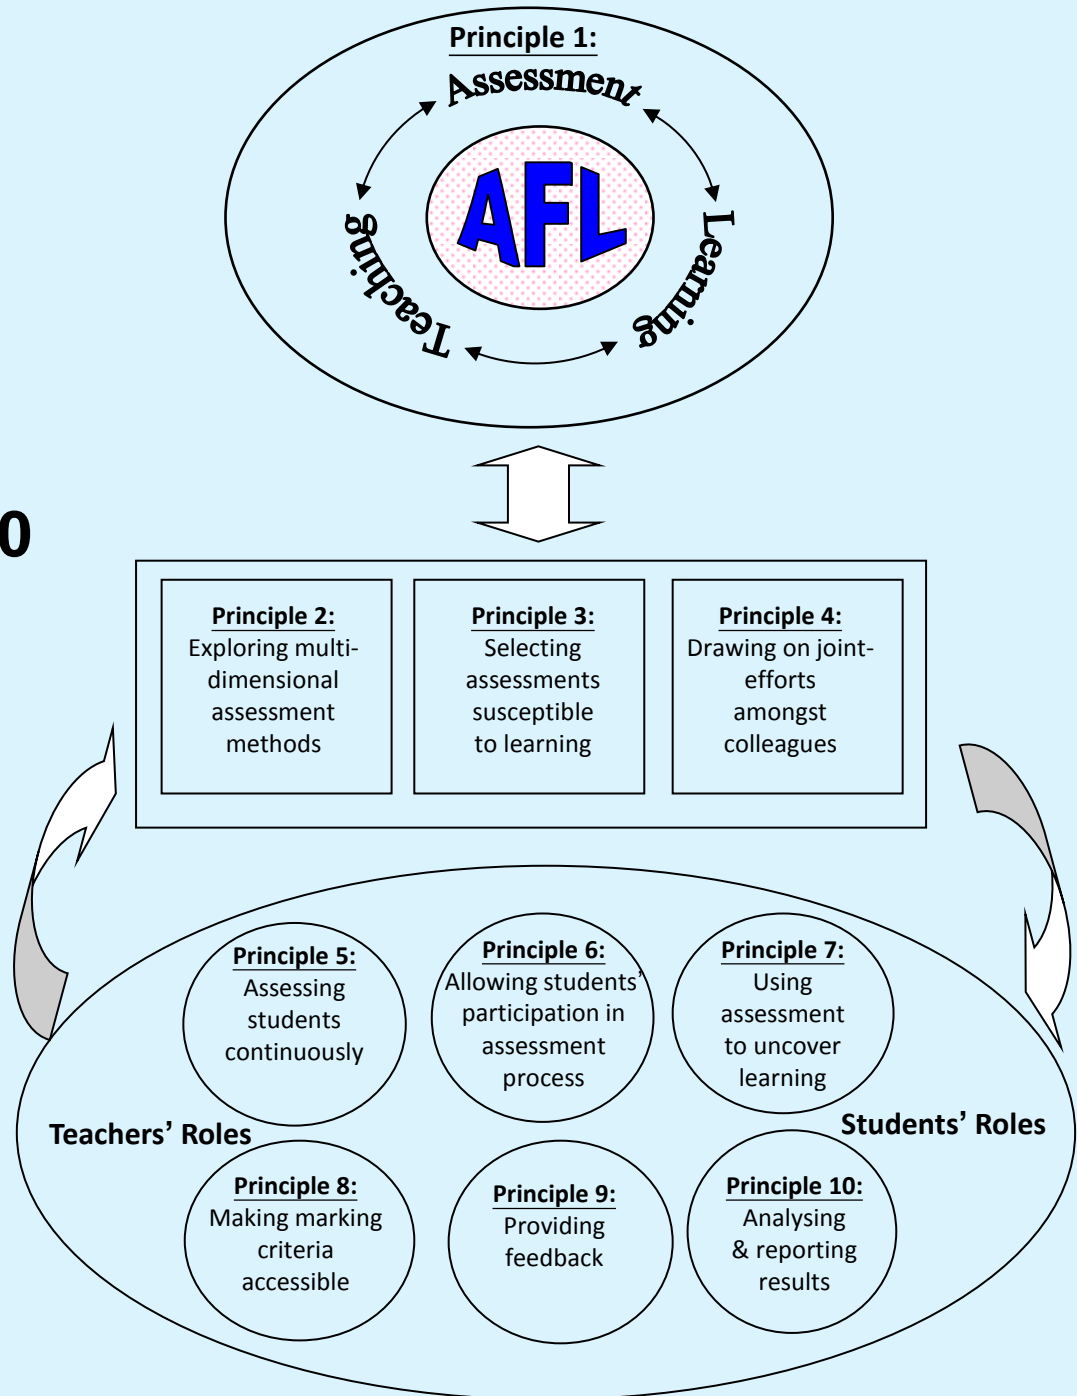 Principle 1:
Assessment
AFL
Teaching
Learning
0
Principle 2:
Exploring multi-
dimensional
assessment
methods
Principle 3:
Selecting
assessments
susceptible
to learning
Principle 4:
Drawing on joint-
efforts
amongst
colleagues
Principle 5:
Assessing
students
continuously
Principle 6:
Allowing students’
participation in
assessment
process
Principle 7:
Using
assessment
to uncover
learning
Teachers’ Roles
Students’ Roles
Principle 8:
Making marking
criteria
accessible
Principle 9:
Providing
feedback
Principle 10:
Analysing
& reporting
results